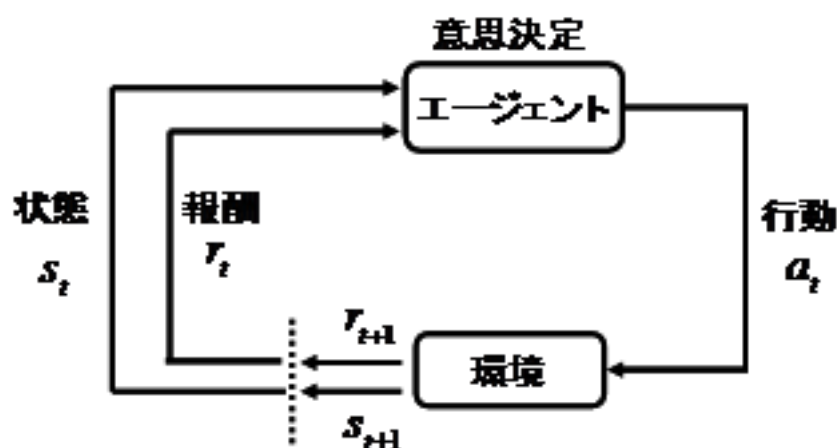 意思決定
エージェント
状態
s_t
報酬
r_t
行動
a_t
r_{t+1}
環境
s_{t+1}